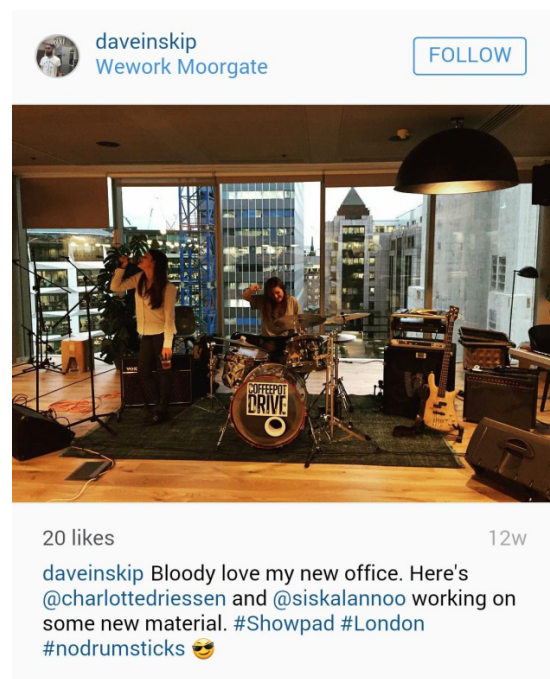 daveinskip
Wework Moorgate
FOLLOW
VOX
COFFEEPOT
DRIVE
20 likes
12w
daveinskip Bloody love my new office. Here's
@charlottedriessen and @siskalannoo working on
some new material. #Showpad #London
#nodrumsticks 😎